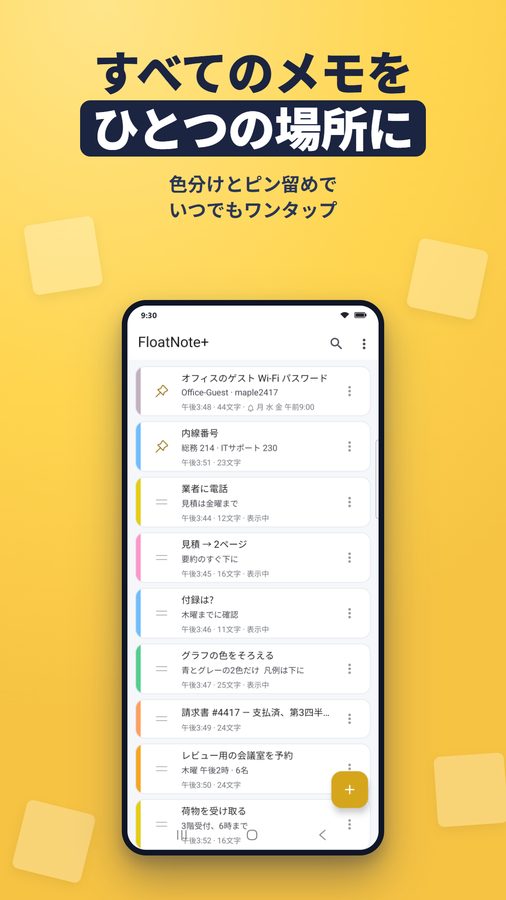 すべてのメモを
ひとつの場所に
色分けとピン留めで
いつでもワンタップ
9:30
FloatNote+
オフィスのゲスト Wi-Fi パスワード
Office-Guest · maple2417
午後3:48 · 44文字 · 月 水 金 午前9:00
内線番号
総務 214 · ITサポート 230
午後3:51 · 23文字
業者に電話
見積は金曜まで
午後3:44 · 12文字 · 表示中
見積 → 2ページ
要約のすぐ下に
午後3:45 · 16文字 · 表示中
付録は?
木曜までに確認
午後3:46 · 11文字 · 表示中
グラフの色をそろえる
青とグレーの2色だけ 凡例は下に
午後3:47 · 25文字 · 表示中
請求書 #4417 – 支払済、第3四半…
午後3:49 · 24文字
レビュー用の会議室を予約
木曜 午後2時 · 6名
午後3:50 · 24文字
荷物を受け取る
3階受付、6時まで
午後3:52 · 16文字